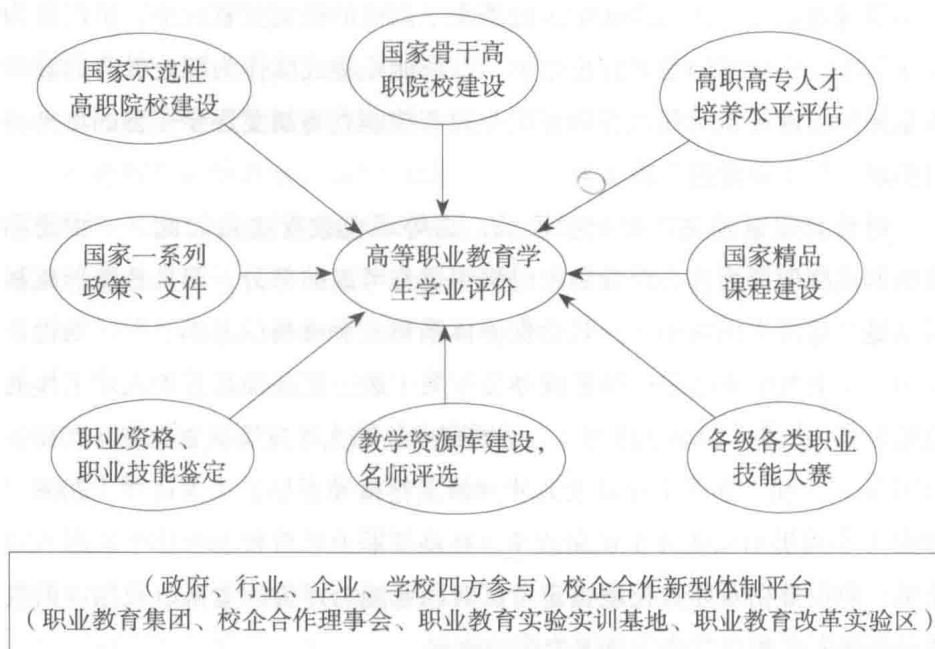 国家示范性
高职院校建设
国家骨干高
职院校建设
高职高专人才
培养水平评估
国家一系列
政策、文件
高等职业教育学
生学业评价
国家精品
课程建设
职业资格、
职业技能鉴定
教学资源库建设，
名师评选
各级各类职业
技能大赛
（政府、行业、企业、学校四方参与）校企合作新型体制平台
（职业教育集团、校企合作理事会、职业教育实验实训基地、职业教育改革实验区）